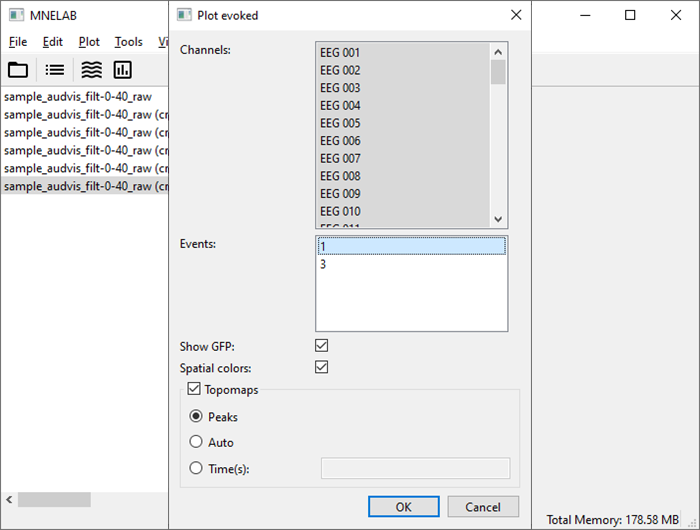 MNELAB
File Edit Plot Tools
sample_audvis_filt-0-40_raw
sample_audvis_filt-0-40_raw (cr
sample_audvis_filt-0-40_raw (cr
sample_audvis_filt-0-40_raw (cr
sample_audvis_filt-0-40_raw (cr
sample_audvis_filt-0-40_raw (cr
Plot evoked
Channels:
EEG 001
EEG 002
EEG 003
EEG 004
EEG 005
EEG 006
EEG 007
EEG 008
EEG 009
EEG 010
EEG 011
Events:
1
3
Show GFP:
Spatial colors:
Topomaps
Peaks
Auto
Time(s):
OK Cancel
Total Memory: 178.58 MB